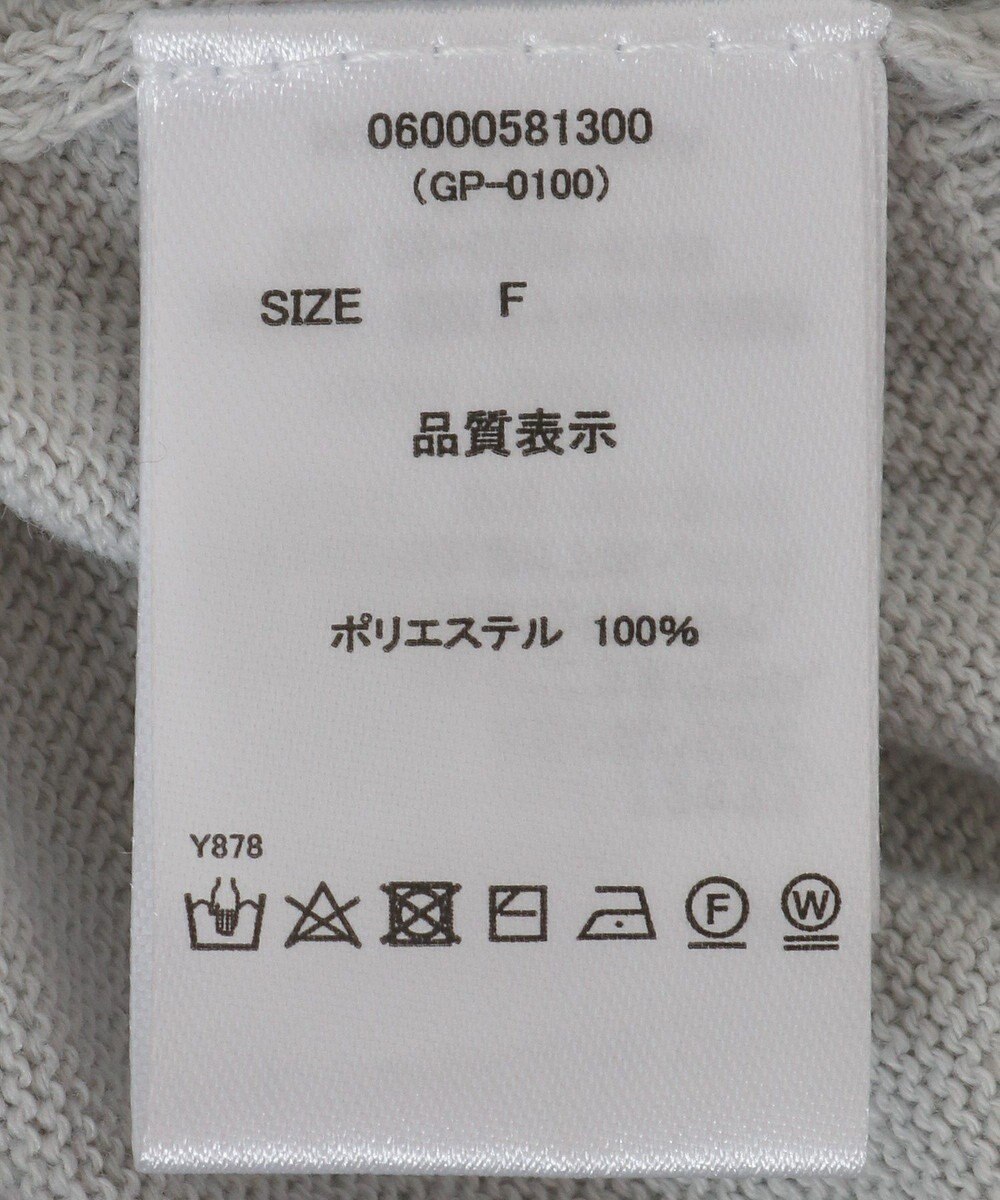 06000581300
(GP-0100)
SIZE F
品質表示
ポリエステル 100%
Y878
F W